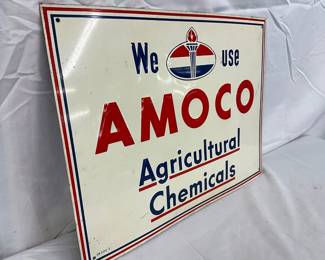 We use
AMOCO
Agricultural
Chemicals